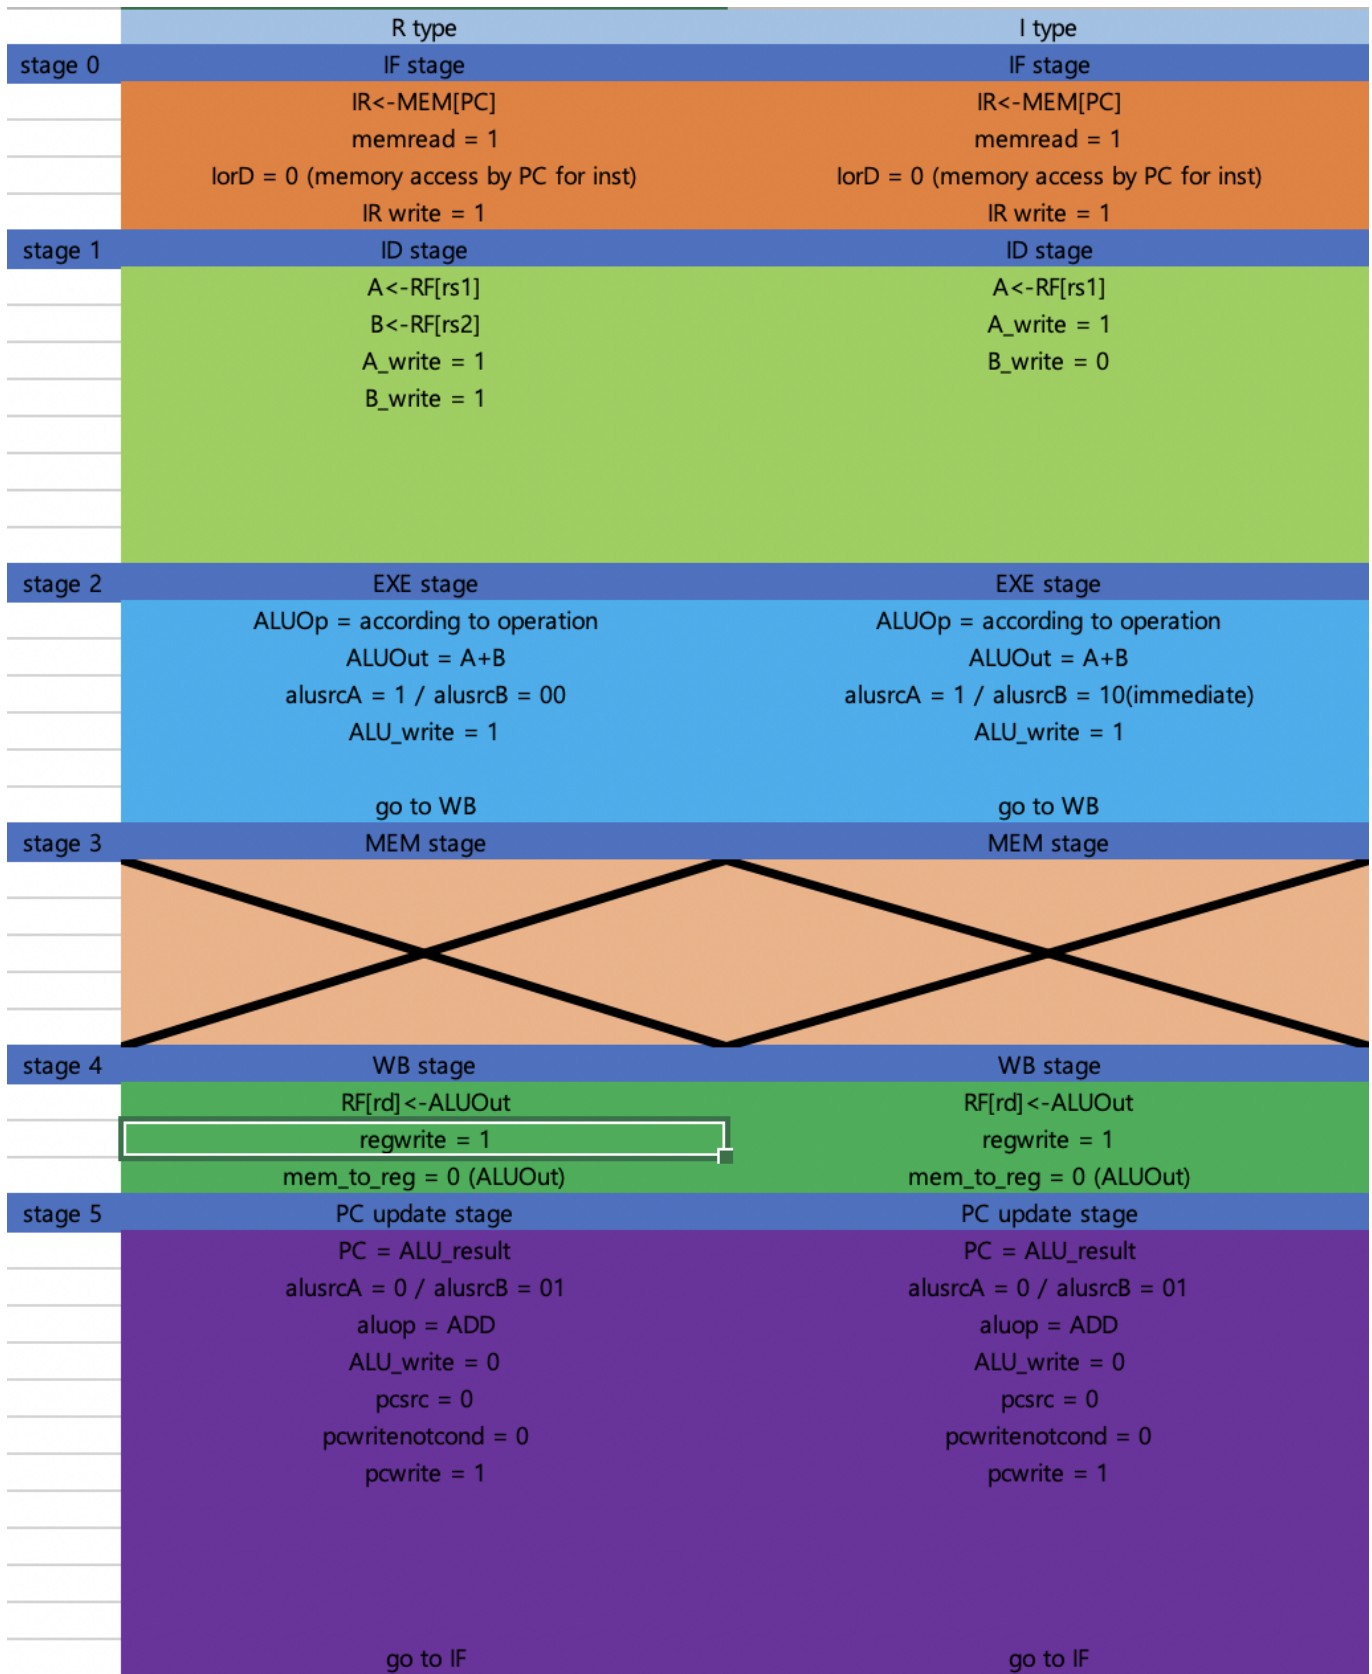 R type I type
stage 0 IF stage IF stage
IR<-MEM[PC] IR<-MEM[PC]
memread = 1 memread = 1
IorD = 0 (memory access by PC for inst) IorD = 0 (memory access by PC for inst)
IR write = 1 IR write = 1
stage 1 ID stage ID stage
A<-RF[rs1] A<-RF[rs1]
B<-RF[rs2] A_write = 1
A_write = 1 B_write = 0
B_write = 1
stage 2 EXE stage EXE stage
ALUOp = according to operation ALUOp = according to operation
ALUOut = A+B ALUOut = A+B
alusrcA = 1 / alusrcB = 00 alusrcA = 1 / alusrcB = 10(immediate)
ALU_write = 1 ALU_write = 1
go to WB go to WB
stage 3 MEM stage MEM stage
stage 4 WB stage WB stage
RF[rd]<-ALUOut RF[rd]<-ALUOut
regwrite = 1 regwrite = 1
mem_to_reg = 0 (ALUOut) mem_to_reg = 0 (ALUOut)
stage 5 PC update stage PC update stage
PC = ALU_result PC = ALU_result
alusrcA = 0 / alusrcB = 01 alusrcA = 0 / alusrcB = 01
aluop = ADD aluop = ADD
ALU_write = 0 ALU_write = 0
pcsrc = 0 pcsrc = 0
pcwritenotcond = 0 pcwritenotcond = 0
pcwrite = 1 pcwrite = 1
go to IF go to IF